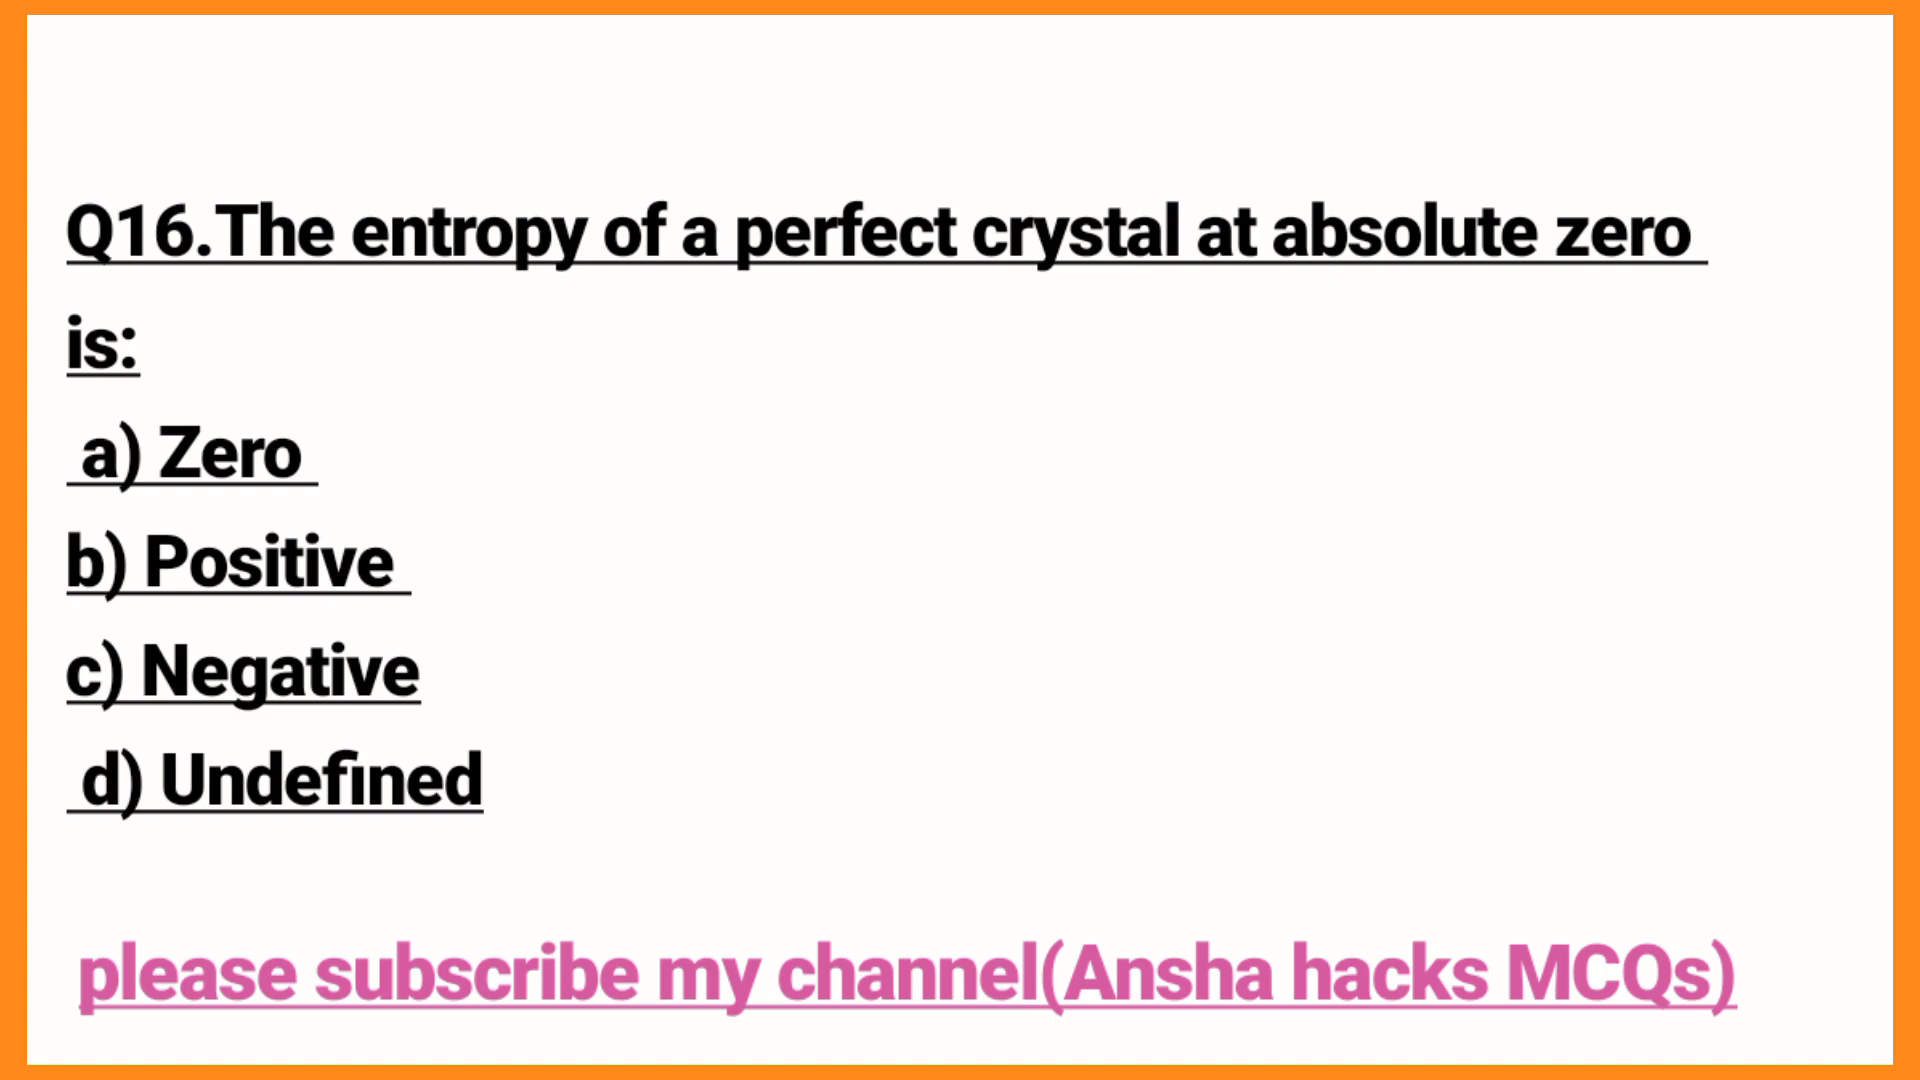 Q16.The entropy of a perfect crystal at absolute zero
is:
a) Zero
b) Positive
c) Negative
d) Undefined
please subscribe my channel(Ansha hacks MCQs)